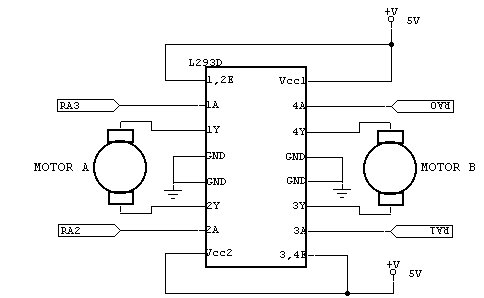 +V
5V
L293D
1,2E
Vcc1
RA3
1A
4A
RA0
1Y
4Y
GND
GND
MOTOR A
MOTOR B
GND
GND
2Y
3Y
RA2
2A
3A
RA1
Vcc2
3,4E
+V
5V